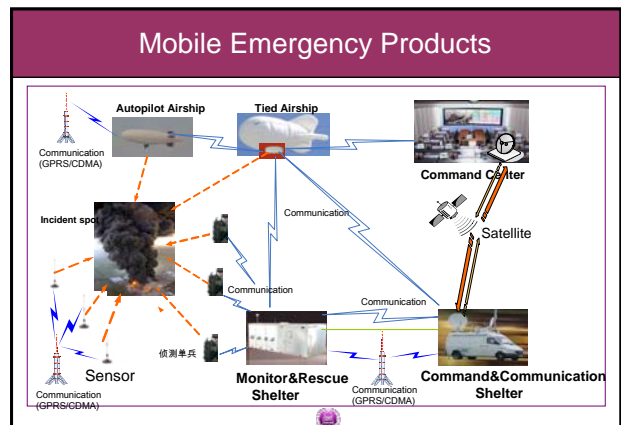 Mobile Emergency Products
Autopilot Airship
Tied Airship
Communication
(GPRS/CDMA)
Command Center
Incident spot
Communication
Satellite
Communication
Communication
侦测单兵
Sensor
Monitor&Rescue
Shelter
Command&Communication
Shelter
Communication
(GPRS/CDMA)
Communication
(GPRS/CDMA)